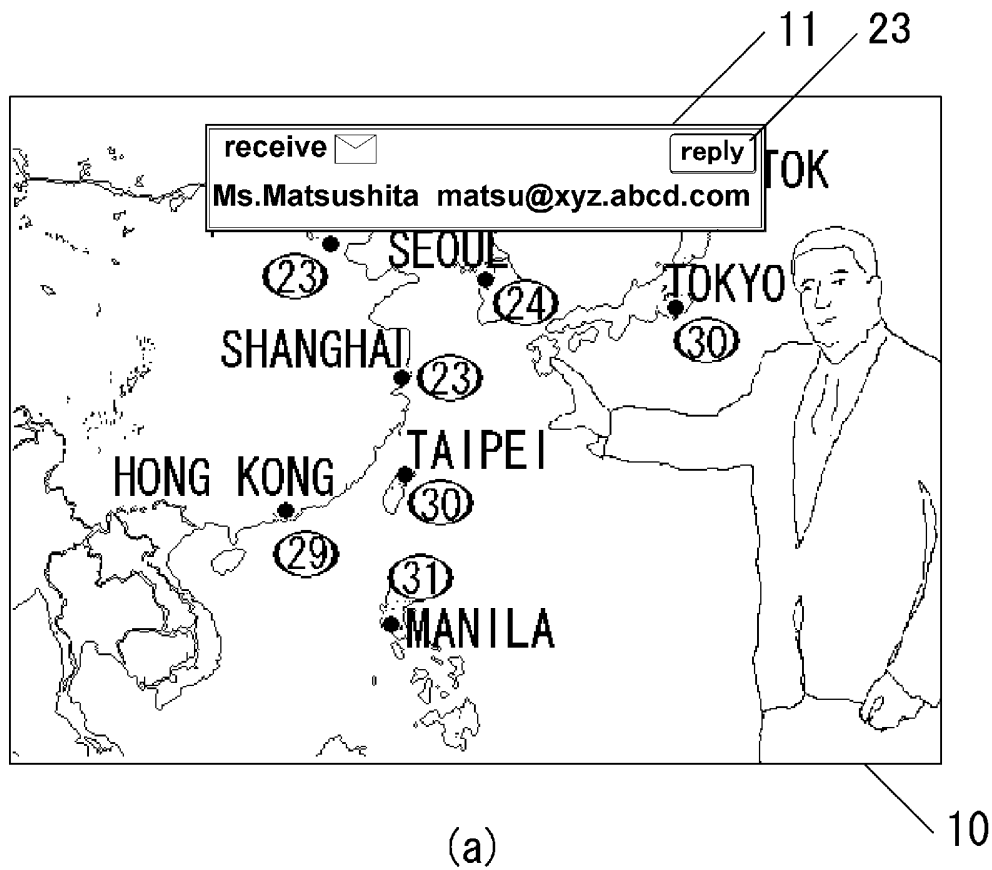 11 23
receive reply
TOK
Ms.Matsushita matsu@xyz.abcd.com
SEOUL
23
24
TOKYO
30
SHANGHAI
23
TAIPEI
HONG KONG
30
29
31
MANILA
10
(a)